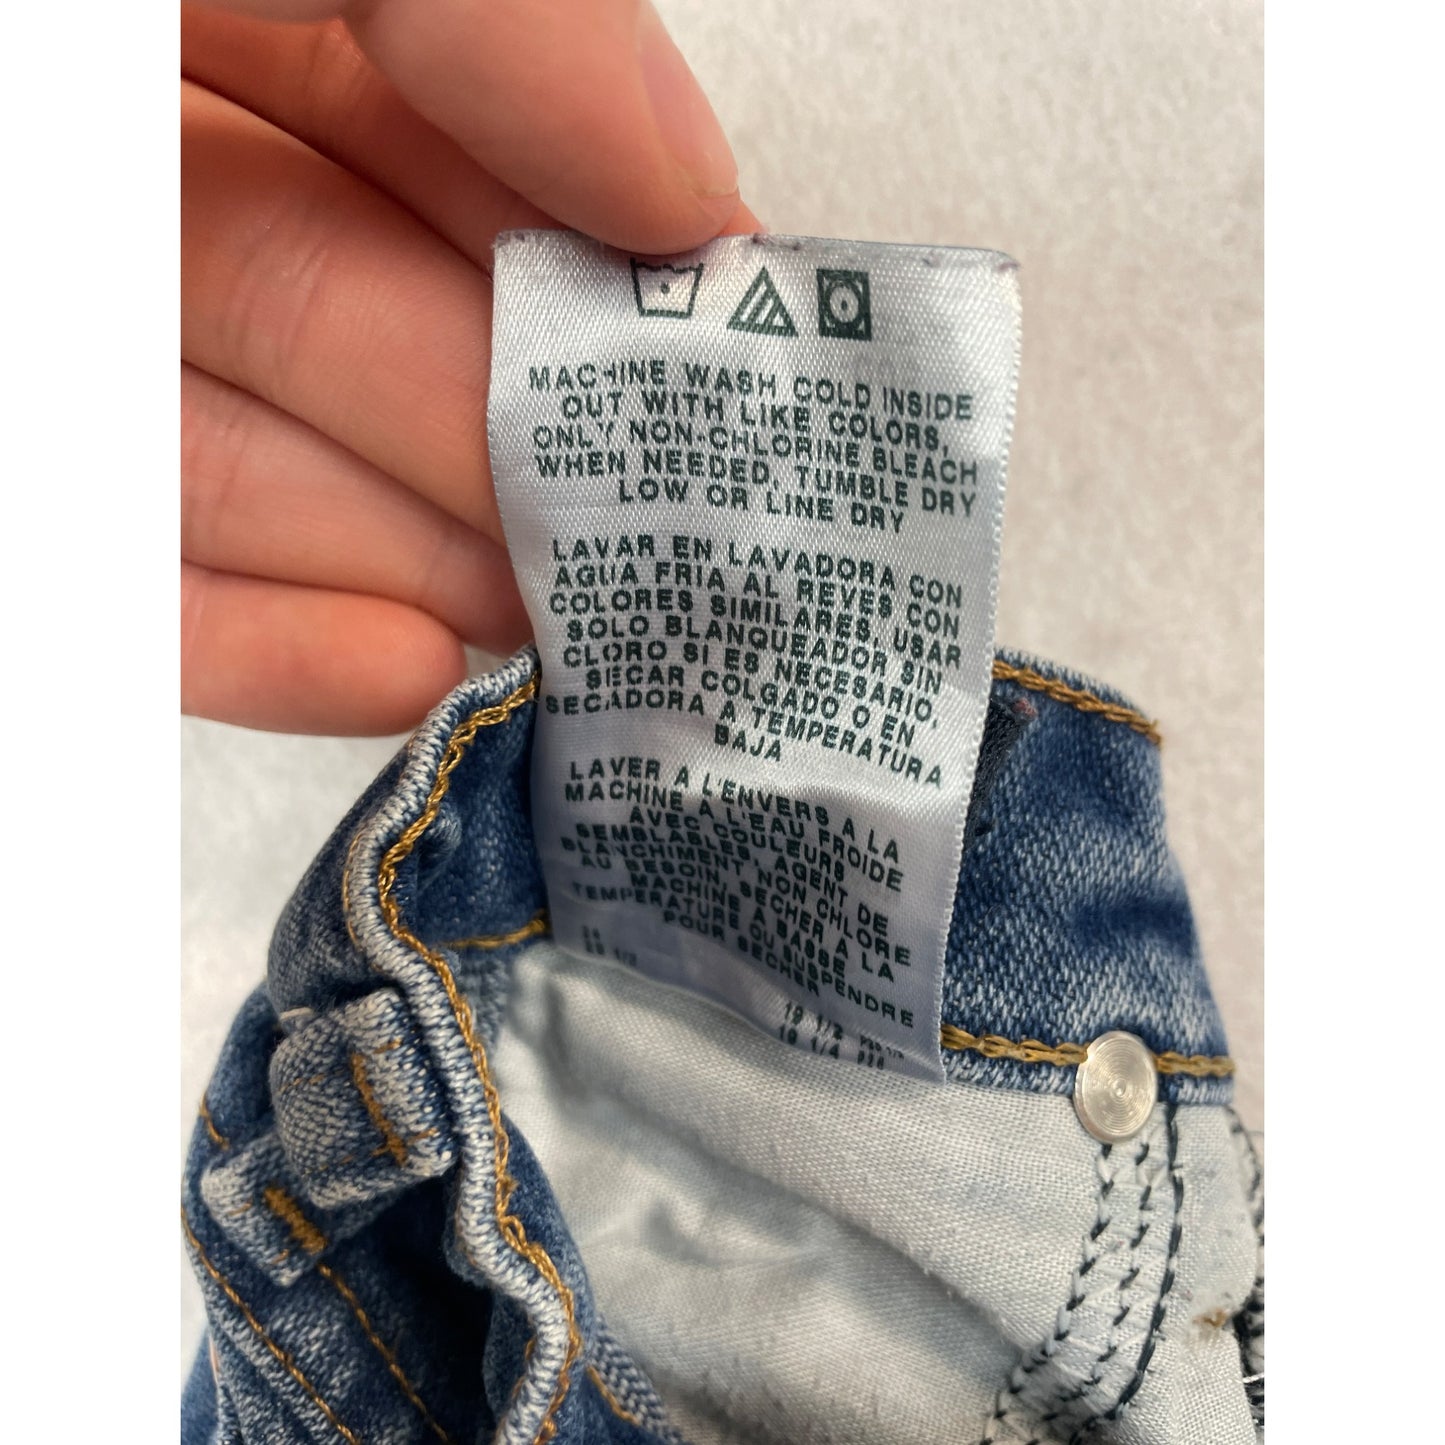 MACHINE WASH COLD INSIDE
OUT WITH LIKE COLORS,
ONLY NON-CHLORINE BLEACH
WHEN NEEDED, TUMBLE DRY
LOW OR LINE DRY
LAVAR EN LAVADORA CON
AGUA FRIA AL REVES CON
COLORES SIMILARES, USAR
SOLO BLANQUEADOR SIN
CLORO SI ES NECESARIO,
SECAR COLGADO O EN
SECADORA A TEMPERATURA
BAJA
LAVER A L'ENVERS A LA
MACHINE A L'EAU FROIDE
AVEC COULEURS
SEMBLABLES, AGENT DE
BLANCHIMENT NON CHLORE
AU BESOIN, SECHER A LA
MACHINE A BASSE
TEMPERATURE OU SUSPENDRE
POUR SECHER
19 1/2
19 1/4